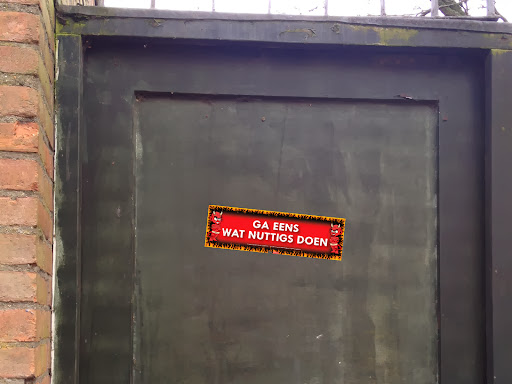 GA EENS
WAT NUTTIGS DOEN